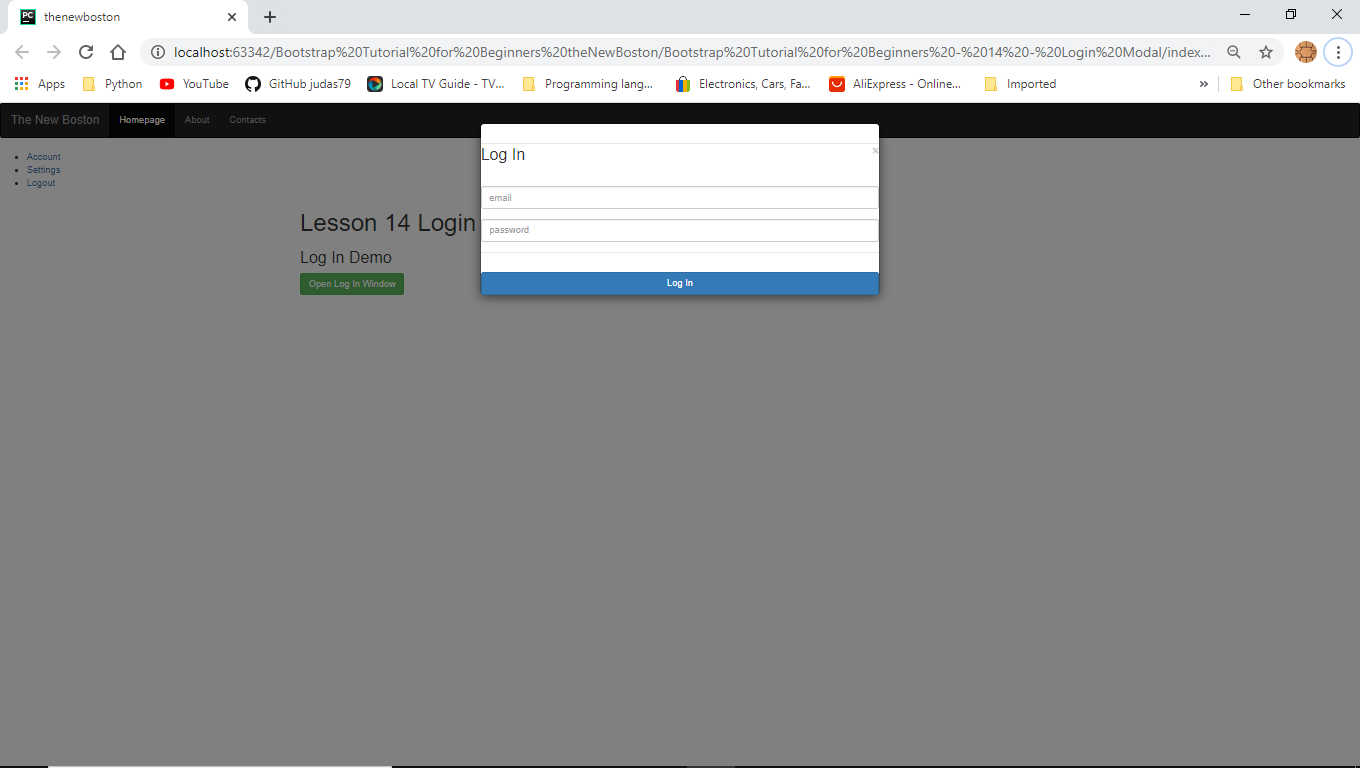 PC thenewboston
localhost:63342/Bootstrap%20Tutorial%20for%20Beginners%20theNewBoston/Bootstrap%20Tutorial%20for%20Beginners%20-%2014%20-%20Login%20Modal/index...
Apps Python YouTube GitHub judas79 Local TV Guide - TV... Programming lang... Electronics, Cars, Fa... AliExpress - Online... Imported » Other bookmarks
The New Boston Homepage About Contacts
Account
Settings
Logout
Log In ×
email
password
Log In
Lesson 14 Login
Log In Demo
Open Log In Window